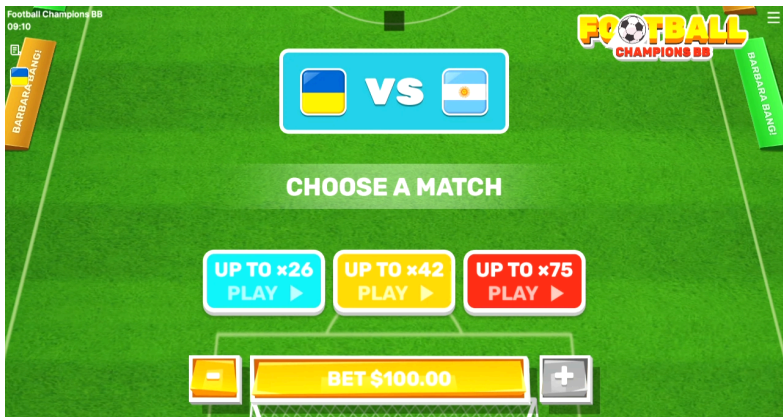 Football Champions BB
09:10
FOOTBALL
CHAMPIONS BB
BARBARA BANG!
BARBARA BANG!
VS
CHOOSE A MATCH
UP TO ×26
PLAY
UP TO ×42
PLAY
UP TO ×75
PLAY
-
BET $100.00
+